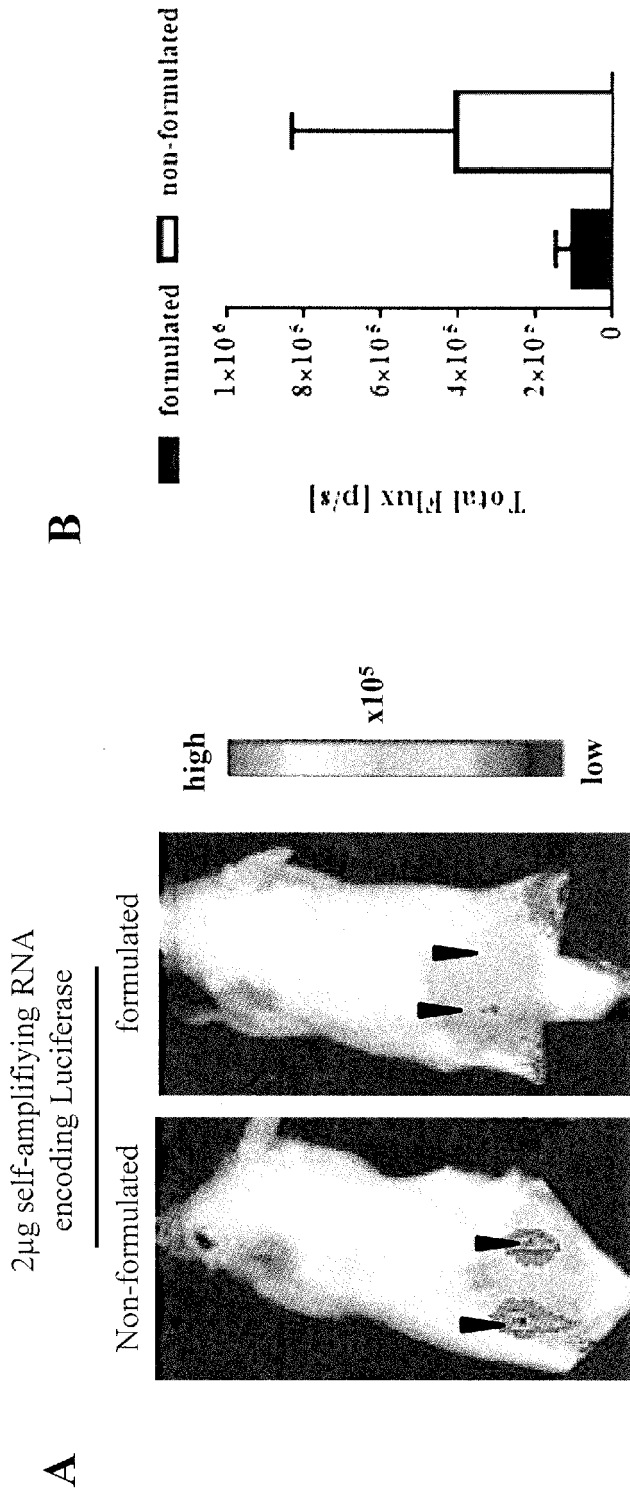 A
2µg self-amplifiying RNA
encoding Luciferase
Non-formulated
formulated
high
x10⁵
low
B
formulated
non-formulated
Total Flux [p/s]
1×10⁶
8×10⁵
6×10⁵
4×10⁵
2×10⁵
0